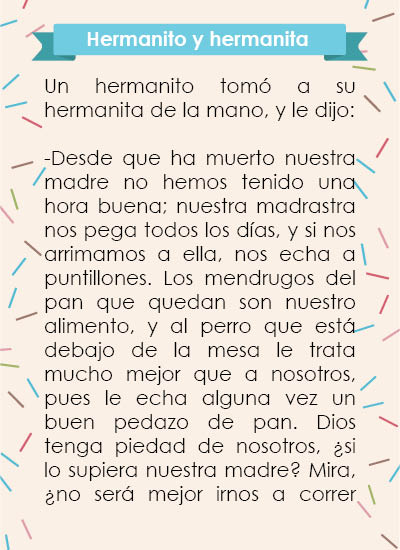 Hermanito y hermanita
Un hermanito tomó a su
hermanita de la mano, y le dijo:
-Desde que ha muerto nuestra
madre no hemos tenido una
hora buena; nuestra madrastra
nos pega todos los días, y si nos
arrimamos a ella, nos echa a
puntillones. Los mendrugos del
pan que quedan son nuestro
alimento, y al perro que está
debajo de la mesa le trata
mucho mejor que a nosotros,
pues le echa alguna vez un
buen pedazo de pan. Dios
tenga piedad de nosotros, ¿si
lo supiera nuestra madre? Mira,
¿no será mejor irnos a correr